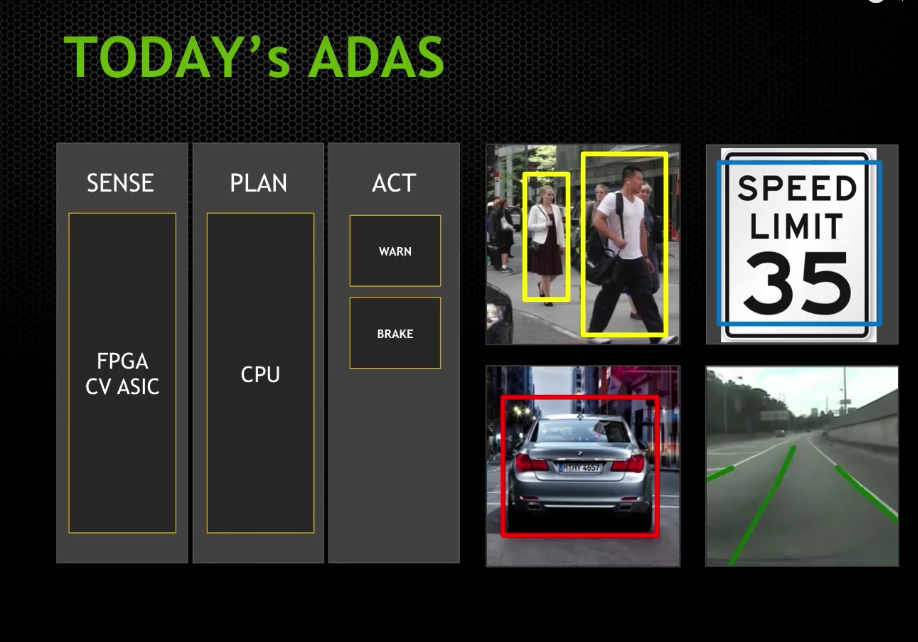 TODAY's ADAS
SENSE
FPGA
CV ASIC
PLAN
CPU
ACT
WARN
BRAKE
SPEED
LIMIT
35